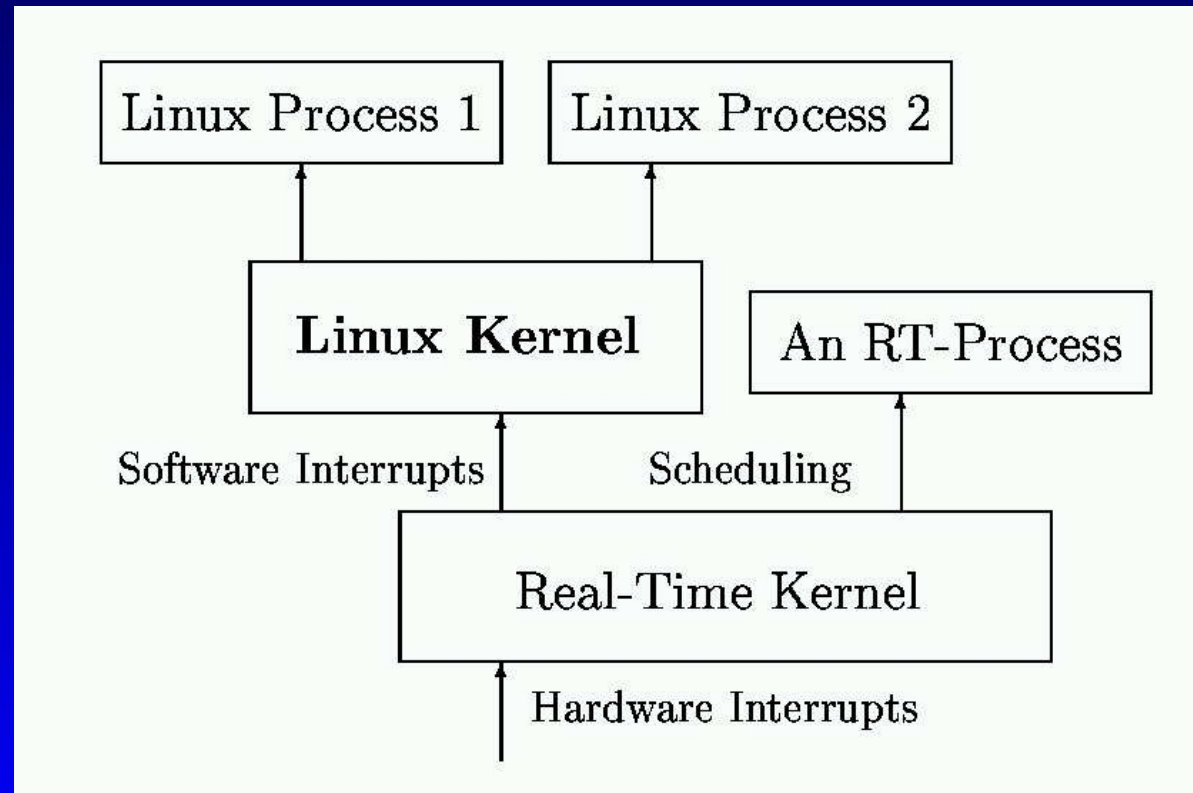 Linux Process 1
Linux Process 2
Linux Kernel
An RT-Process
Software Interrupts
Scheduling
Real-Time Kernel
Hardware Interrupts